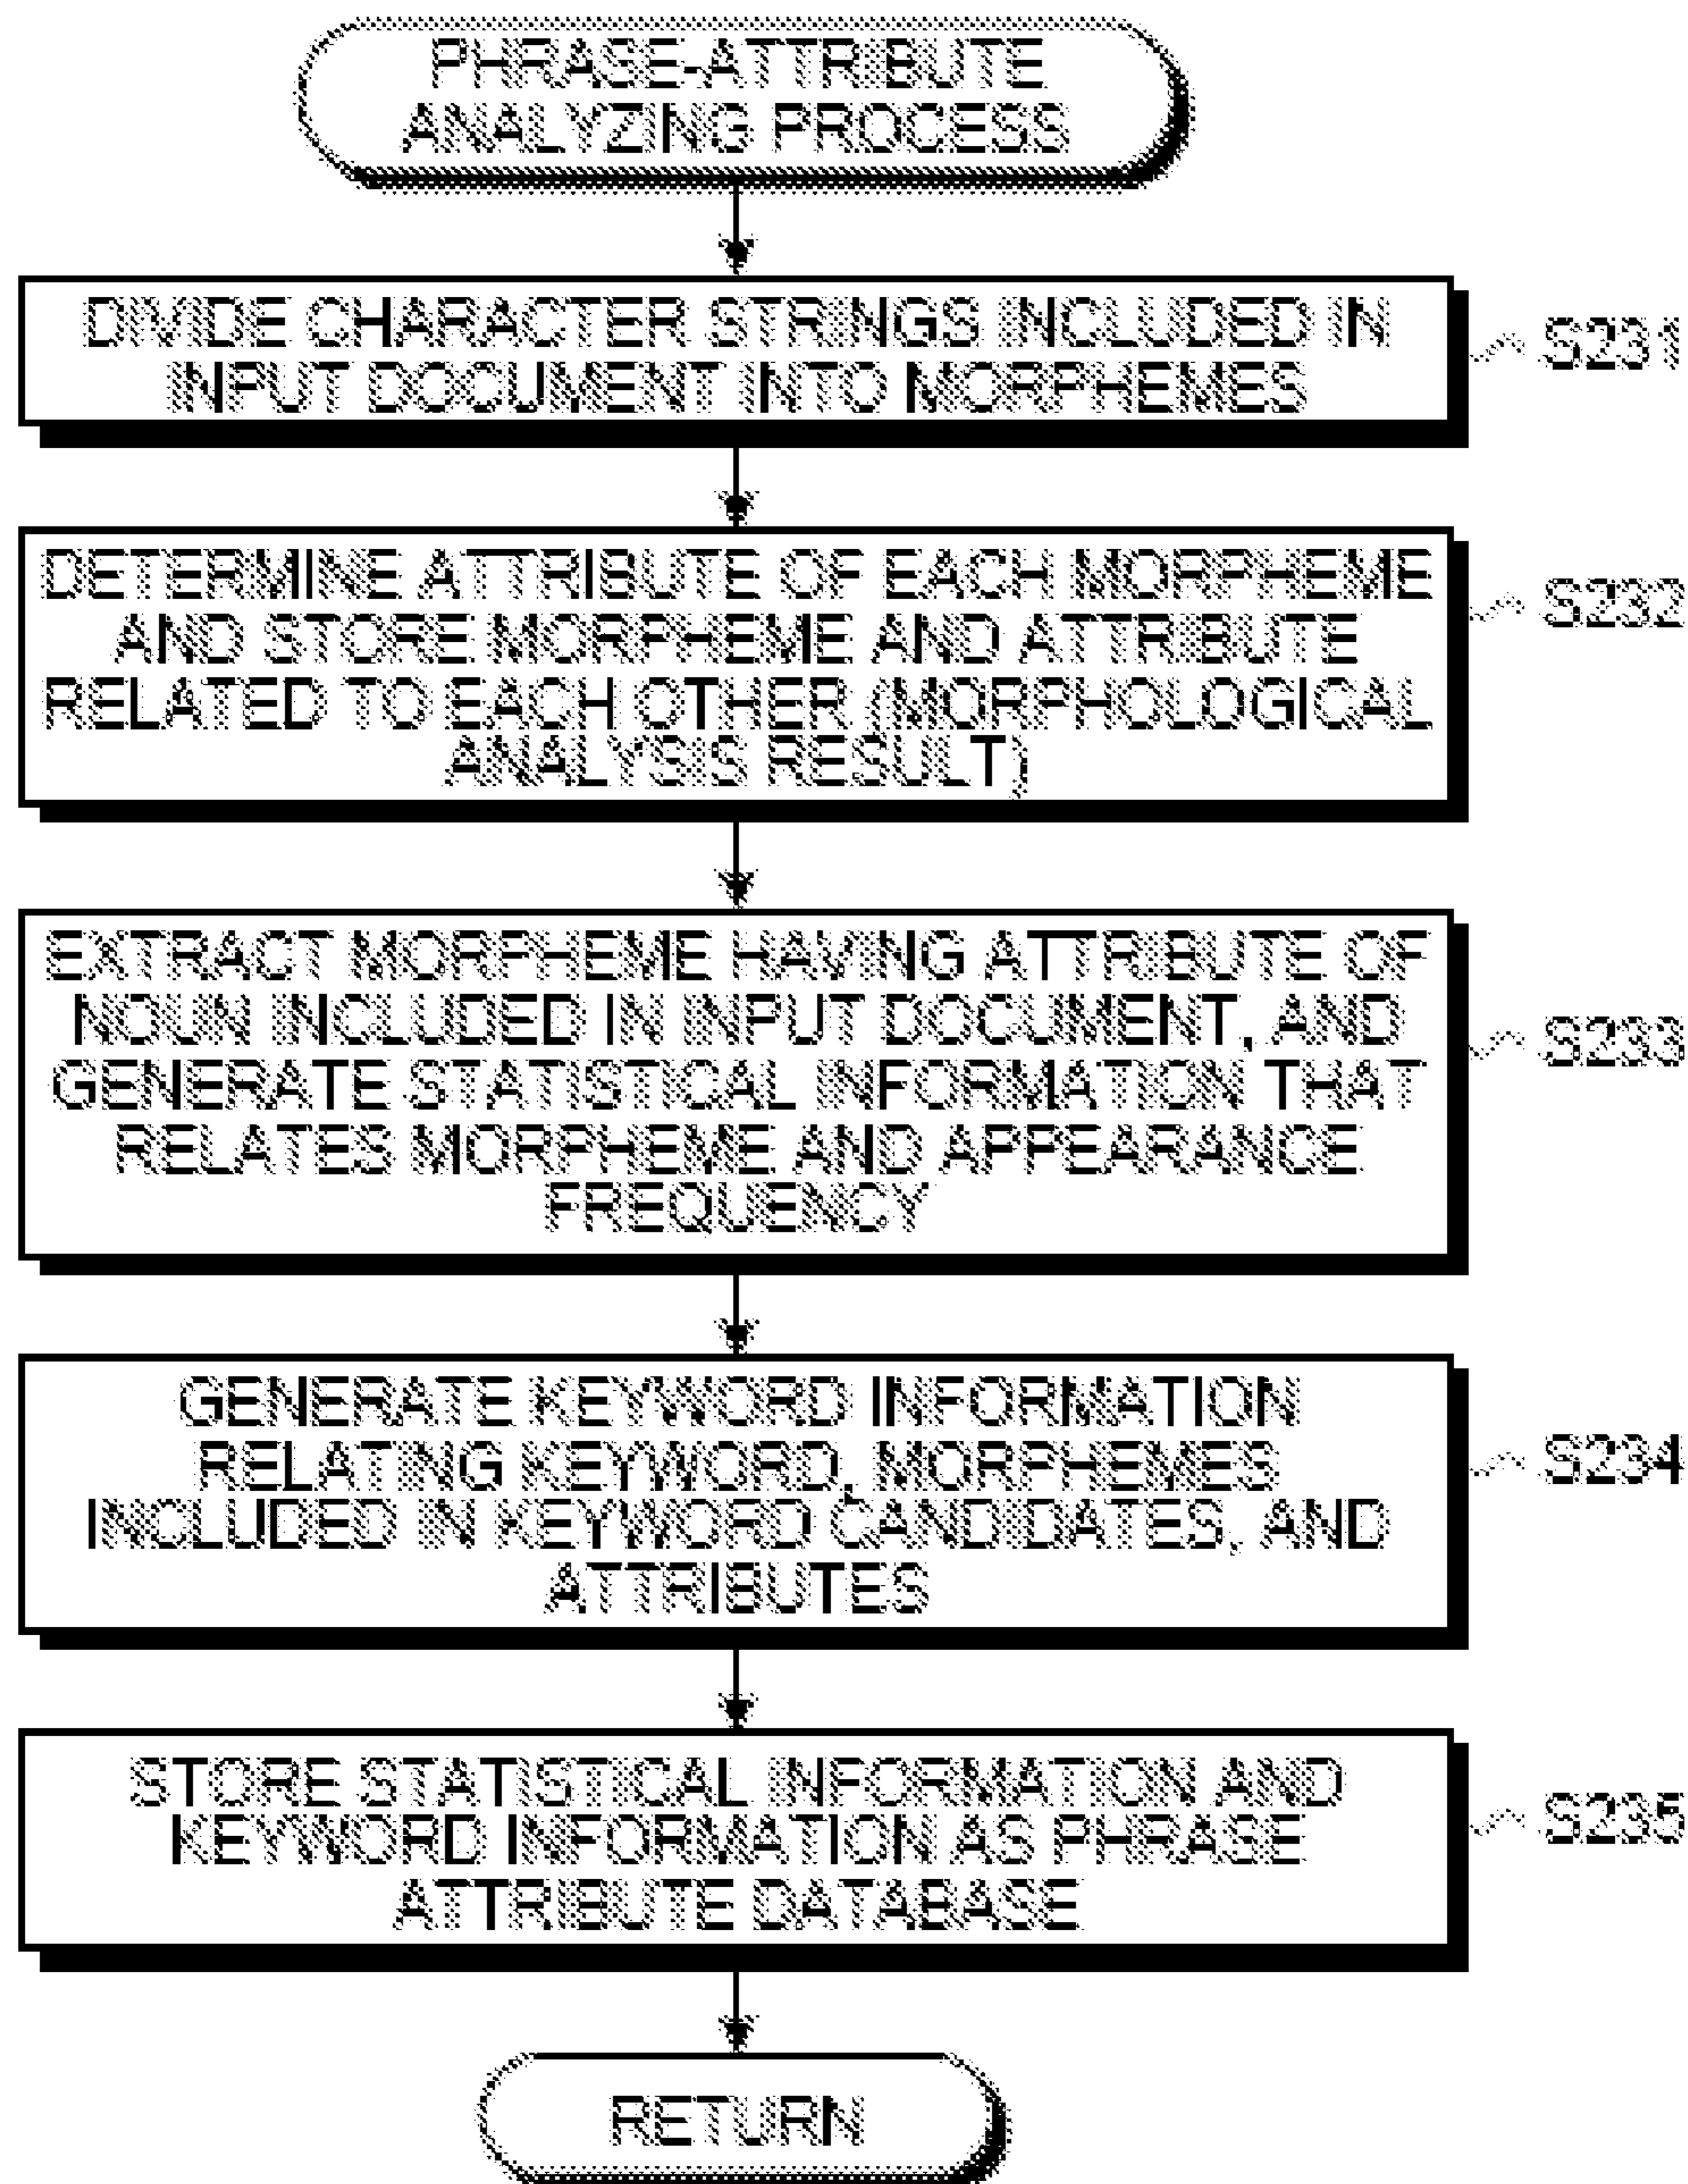 PHRASE-ATTRIBUTE
ANALYZING PROCESS
DIVIDE CHARACTER STRINGS INCLUDED IN
INPUT DOCUMENT INTO MORPHEMES
S231
DETERMINE ATTRIBUTE OF EACH MORPHEME
AND STORE MORPHEME AND ATTRIBUTE
RELATED TO EACH OTHER (MORPHOLOGICAL
ANALYSIS RESULT)
S232
EXTRACT MORPHEME HAVING ATTRIBUTE OF
NOUN INCLUDED IN INPUT DOCUMENT, AND
GENERATE STATISTICAL INFORMATION THAT
RELATES MORPHEME AND APPEARANCE
FREQUENCY
S233
GENERATE KEYWORD INFORMATION
RELATING KEYWORD, MORPHEMES
INCLUDED IN KEYWORD CANDIDATES, AND
ATTRIBUTES
S234
STORE STATISTICAL INFORMATION AND
KEYWORD INFORMATION AS PHRASE
ATTRIBUTE DATABASE
S235
RETURN